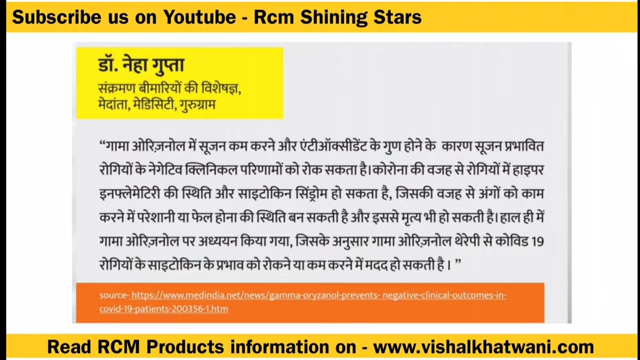 Subscribe us on Youtube - Rcm Shining Stars
डॉ. नेहा गुप्ता
संक्रमण बीमारियों की विशेषज्ञ,
मेदांता, मेडिसिटी, गुरुग्राम
“गामा ओरिज़नोल में सूजन कम करने और एंटीऑक्सीडेंट के गुण होने के कारण सूजन प्रभावित
रोगियों के नेगेटिव क्लिनिकल परिणामों को रोक सकता है।कोरोना की वजह से रोगियों में हाइपर
इनफ्लेमेटिरी की स्थिति और साइटोकिन सिंड्रोम हो सकता है, जिसकी वजह से अंगों को काम
करने में परेशानी या फेल होना की स्थिति बन सकती है और इससे मृत्य भी हो सकती है। हाल ही में
गामा ओरिज़नोल पर अध्ययन किया गया, जिसके अनुसार गामा ओरिज़नोल थेरेपी से कोविड 19
रोगियों के साइटोकिन के प्रभाव को रोकने या कम करने में मदद हो सकती है। ”
source- https://www.medindia.net/news/gamma-oryzanol-prevents- negative-clinical-outcomes-in-
covid-19-patients-200356-1.htm
Read RCM Products information on - www.vishalkhatwani.com